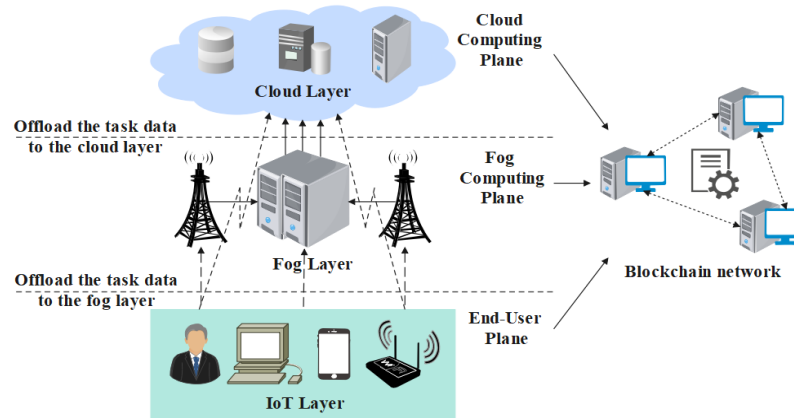 Cloud
Computing
Plane
Cloud Layer
Offload the task data
to the cloud layer
Fog
Computing
Plane
Fog Layer
Offload the task data
to the fog layer
Blockchain network
End-User
Plane
WiFi
IoT Layer